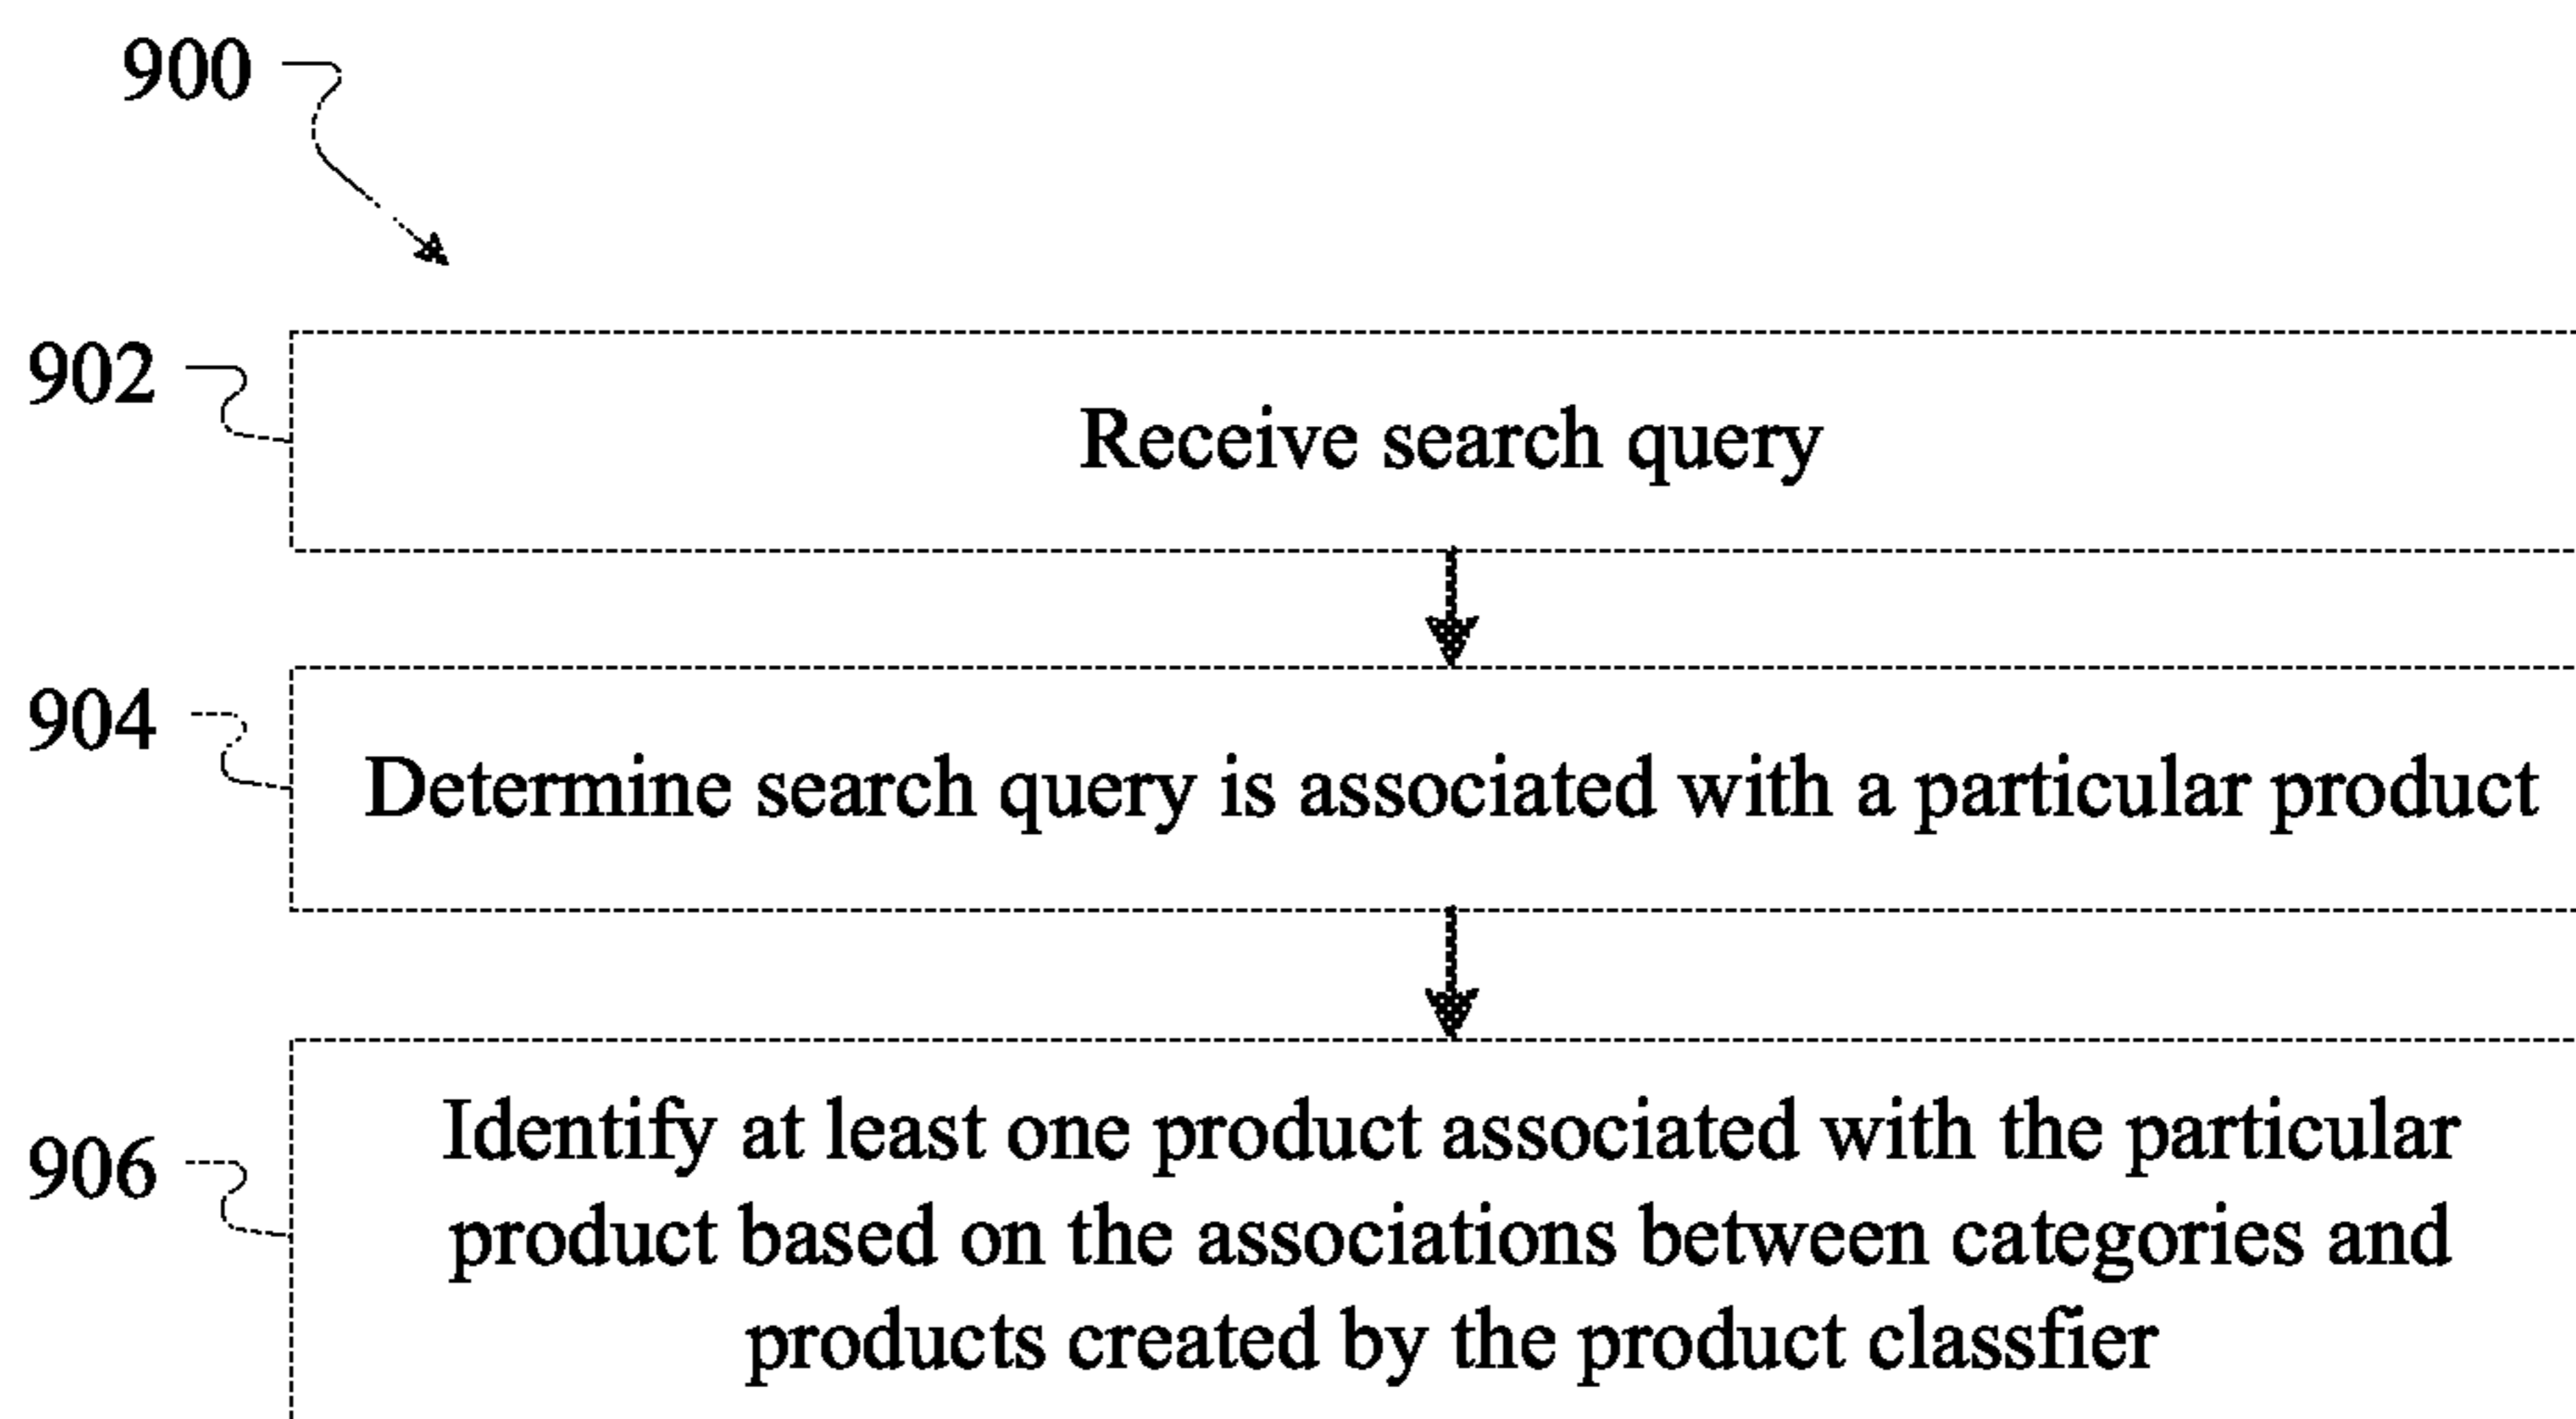 900
902
Receive search query
904
Determine search query is associated with a particular product
906
Identify at least one product associated with the particular
product based on the associations between categories and
products created by the product classfier